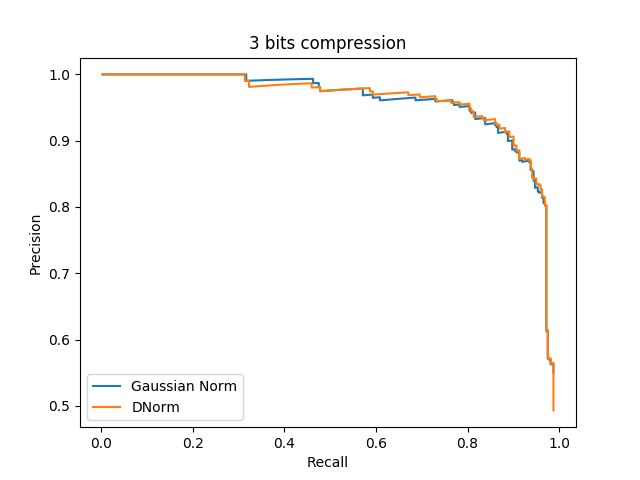 3 bits compression
Precision
1.0
0.9
0.8
0.7
0.6
0.5
Gaussian Norm
DNorm
0.0 0.2 0.4 0.6 0.8 1.0
Recall